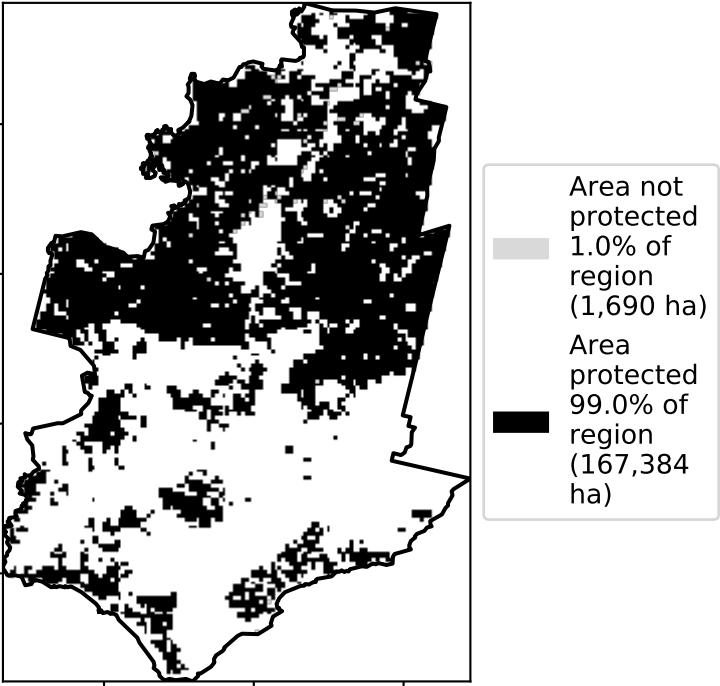 Area not
protected
1.0% of
region
(1,690 ha)
Area
protected
99.0% of
region
(167,384
ha)